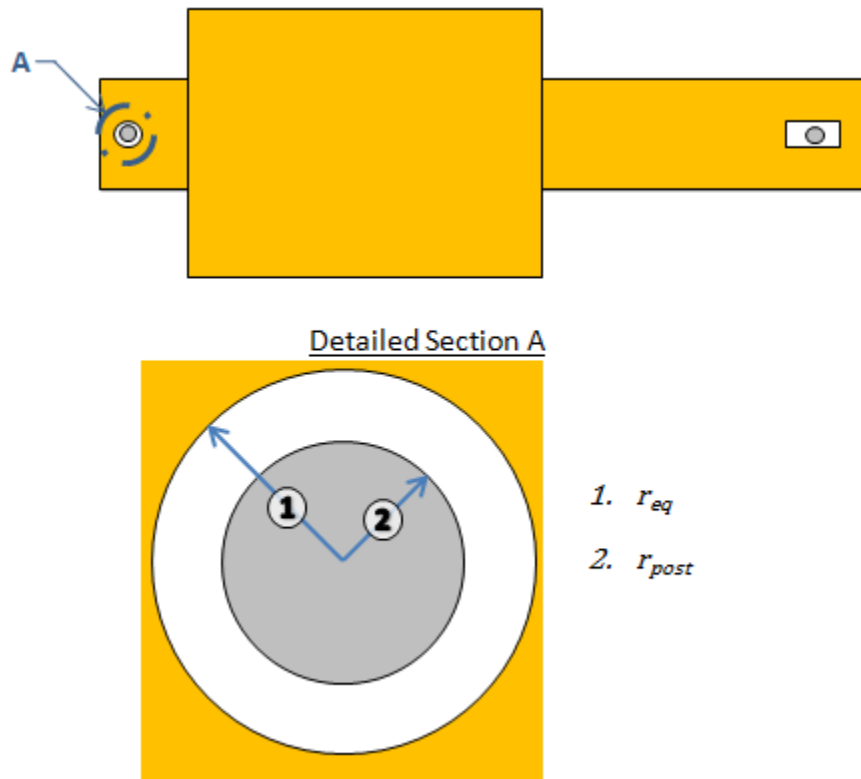 A
Detailed Section A
1
2
1. r_eq
2. r_post